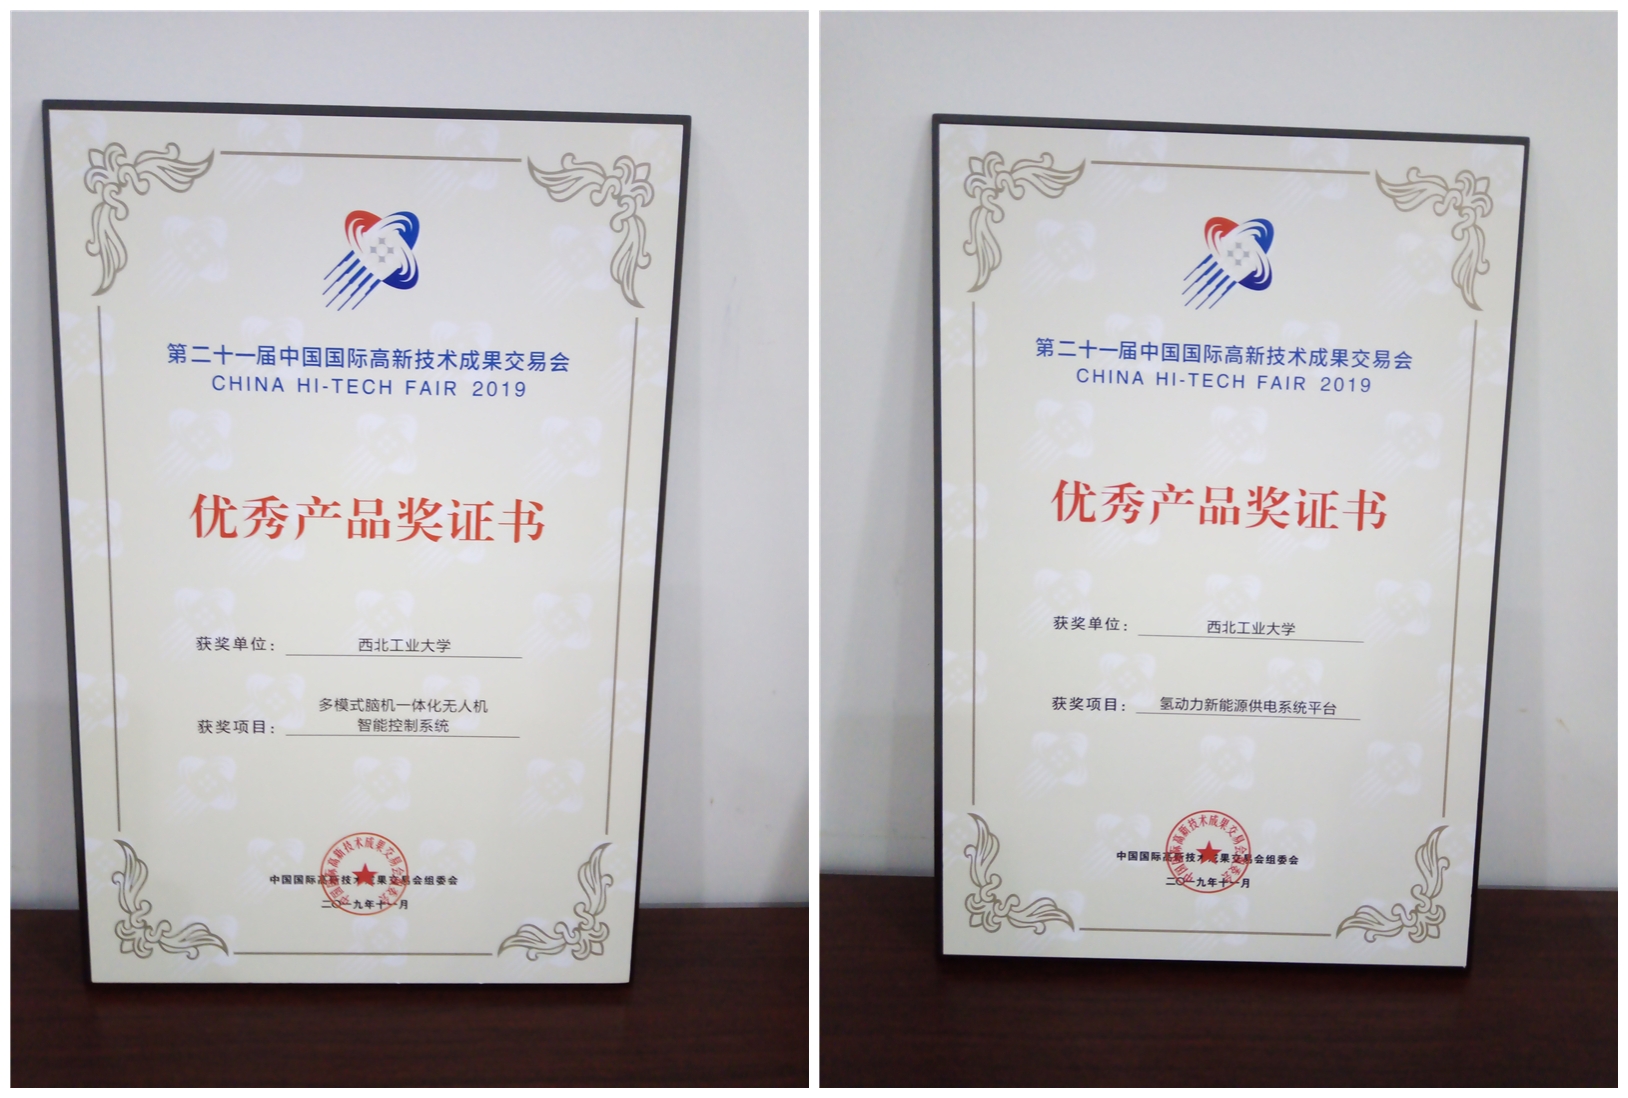 第二十一届中国国际高新技术成果交易会
CHINA HI-TECH FAIR 2019
优秀产品奖证书
获奖单位：西北工业大学
多模式脑机一体化无人机
获奖项目：智能控制系统
中国国际高新技术成果交易会组委会
二〇一九年十一月
第二十一届中国国际高新技术成果交易会
CHINA HI-TECH FAIR 2019
优秀产品奖证书
获奖单位：西北工业大学
获奖项目：氢动力新能源供电系统平台
中国国际高新技术成果交易会组委会
二〇一九年十一月